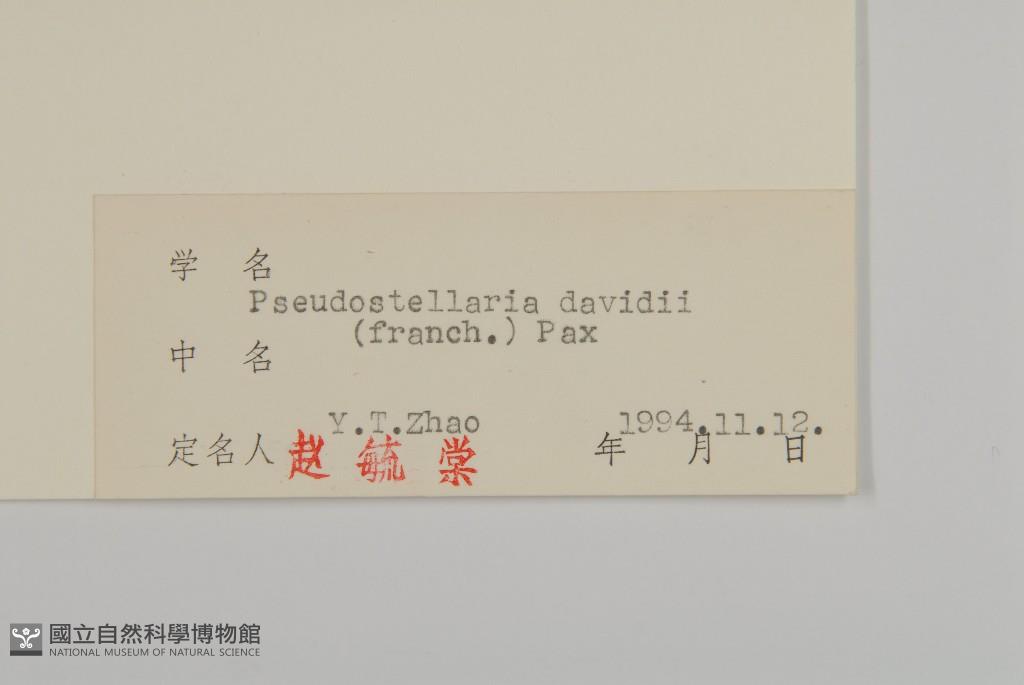 学 名
Pseudostellaria davidii
(franch.) Pax
中 名
Y.T.Zhao 1994.11.12.
定名人 赵 毓 棠 年 月 日
國立自然科學博物館
NATIONAL MUSEUM OF NATURAL SCIENCE